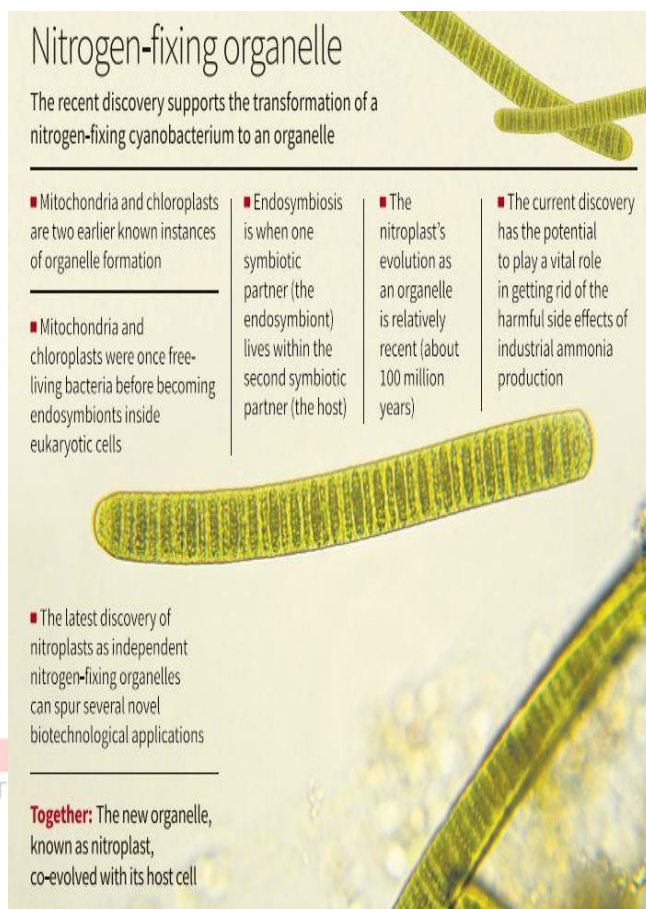 Nitrogen-fixing organelle
The recent discovery supports the transformation of a
nitrogen-fixing cyanobacterium to an organelle
Mitochondria and chloroplasts
are two earlier known instances
of organelle formation
Mitochondria and
chloroplasts were once free-
living bacteria before becoming
endosymbionts inside
eukaryotic cells
Endosymbiosis
is when one
symbiotic
partner (the
endosymbiont)
lives within the
second symbiotic
partner (the host)
The
nitroplast's
evolution as
an organelle
is relatively
recent (about
100 million
years)
The current discovery
has the potential
to play a vital role
in getting rid of the
harmful side effects of
industrial ammonia
production
The latest discovery of
nitroplasts as independent
nitrogen-fixing organelles
can spur several novel
biotechnological applications
Together: The new organelle,
known as nitroplast,
co-evolved with its host cell